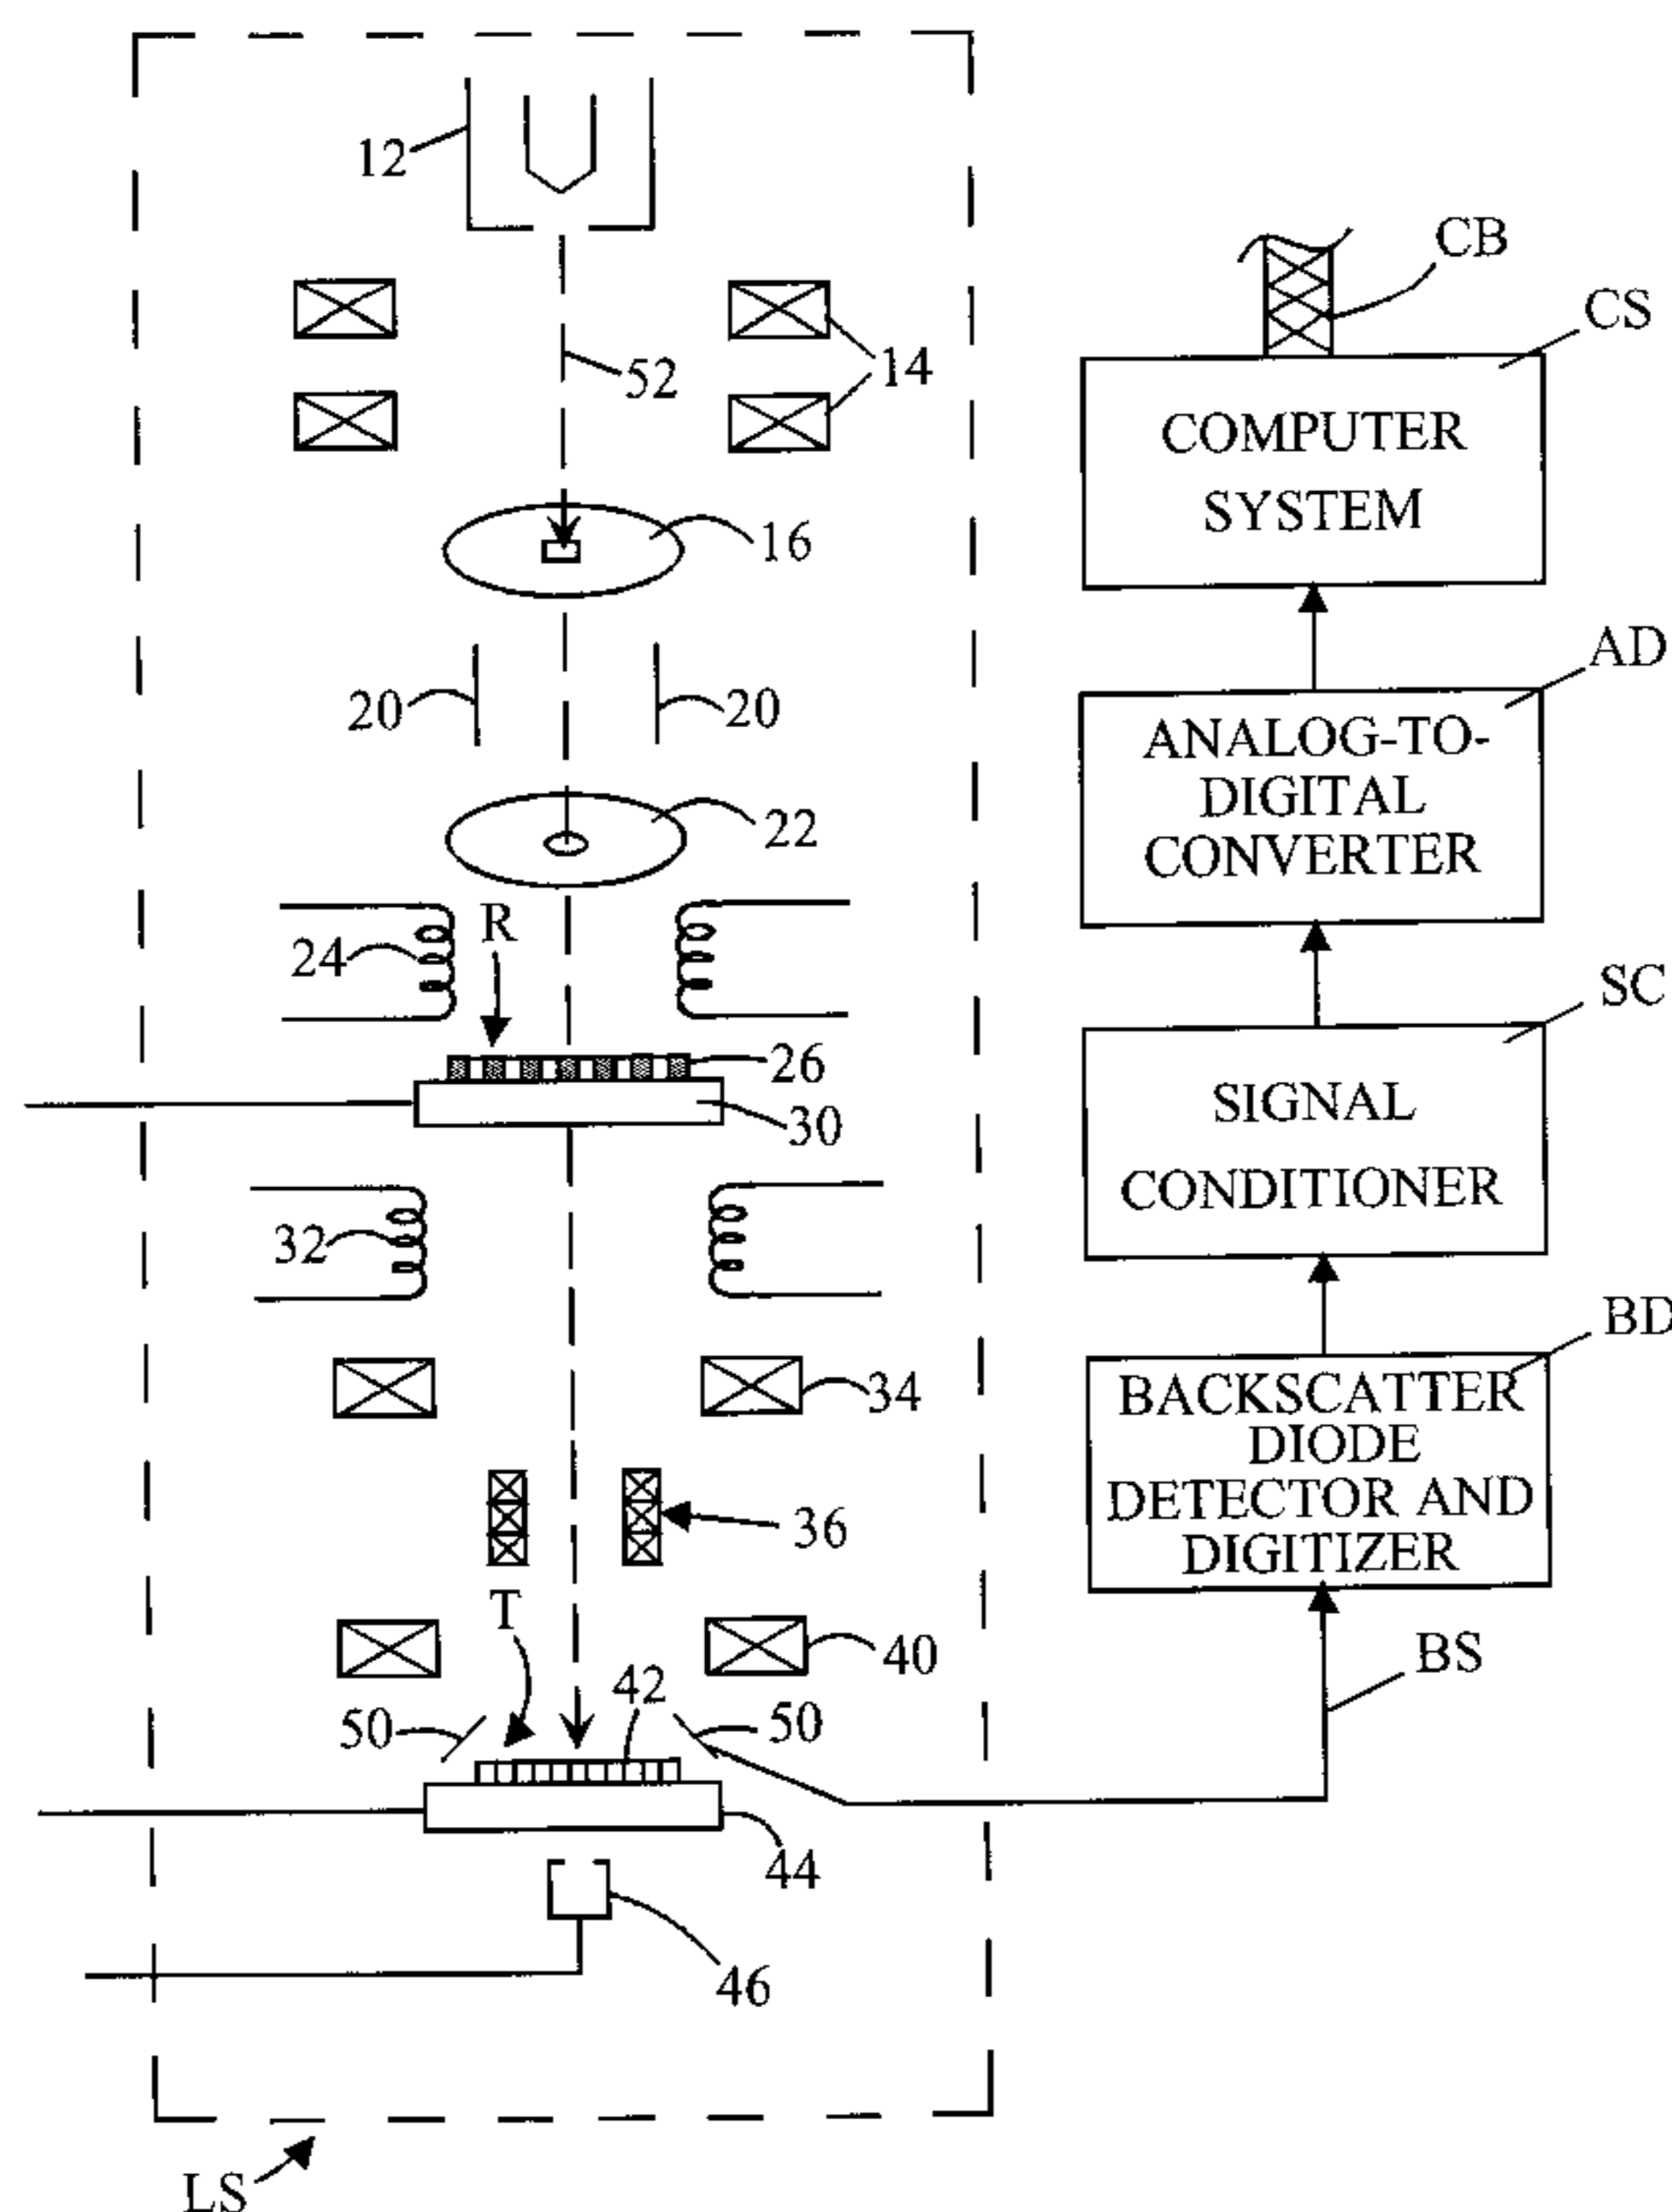 12
CB
CS
52
14
COMPUTER
SYSTEM
16
AD
20
20
ANALOG-TO-
DIGITAL
CONVERTER
22
R
24
SC
26
30
SIGNAL
CONDITIONER
32
BD
34
BACKSCATTER
DIODE
DETECTOR AND
DIGITIZER
36
T
40
BS
42
50
50
44
46
LS